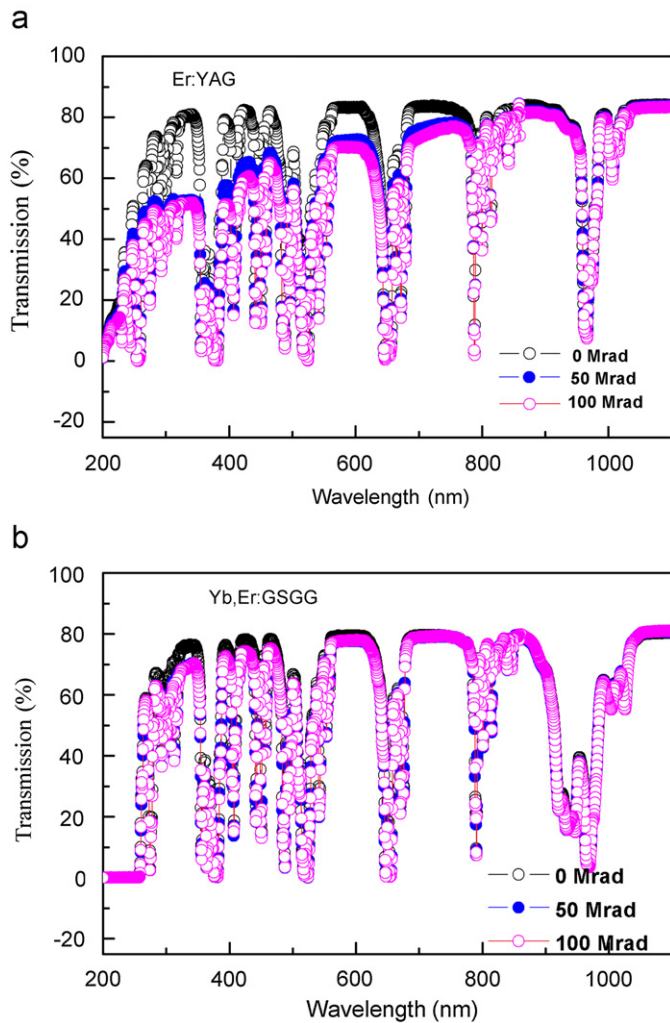 a
100
80
60
40
20
0
-20
Transmission (%)
Er:YAG
0 Mrad
50 Mrad
100 Mrad
200 400 600 800 1000
Wavelength (nm)
b
100
80
60
40
20
0
-20
Transmission (%)
Yb,Er:GSGG
0 Mrad
50 Mrad
100 Mrad
200 400 600 800 1000
Wavelength (nm)